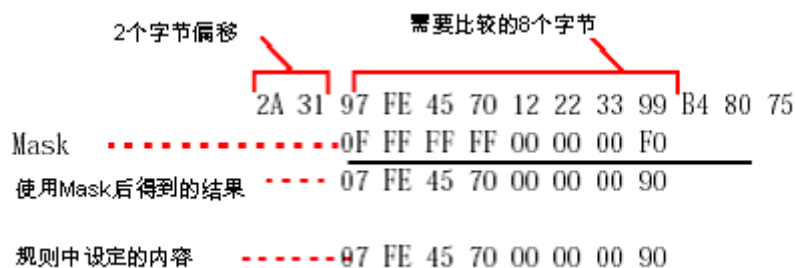 2个字节偏移
需要比较的8个字节
2A 31 97 FE 45 70 12 22 33 99 B4 80 75
Mask 0F FF FF FF 00 00 00 F0
使用Mask后得到的结果 07 FE 45 70 00 00 00 90
规则中设定的内容 07 FE 45 70 00 00 00 90